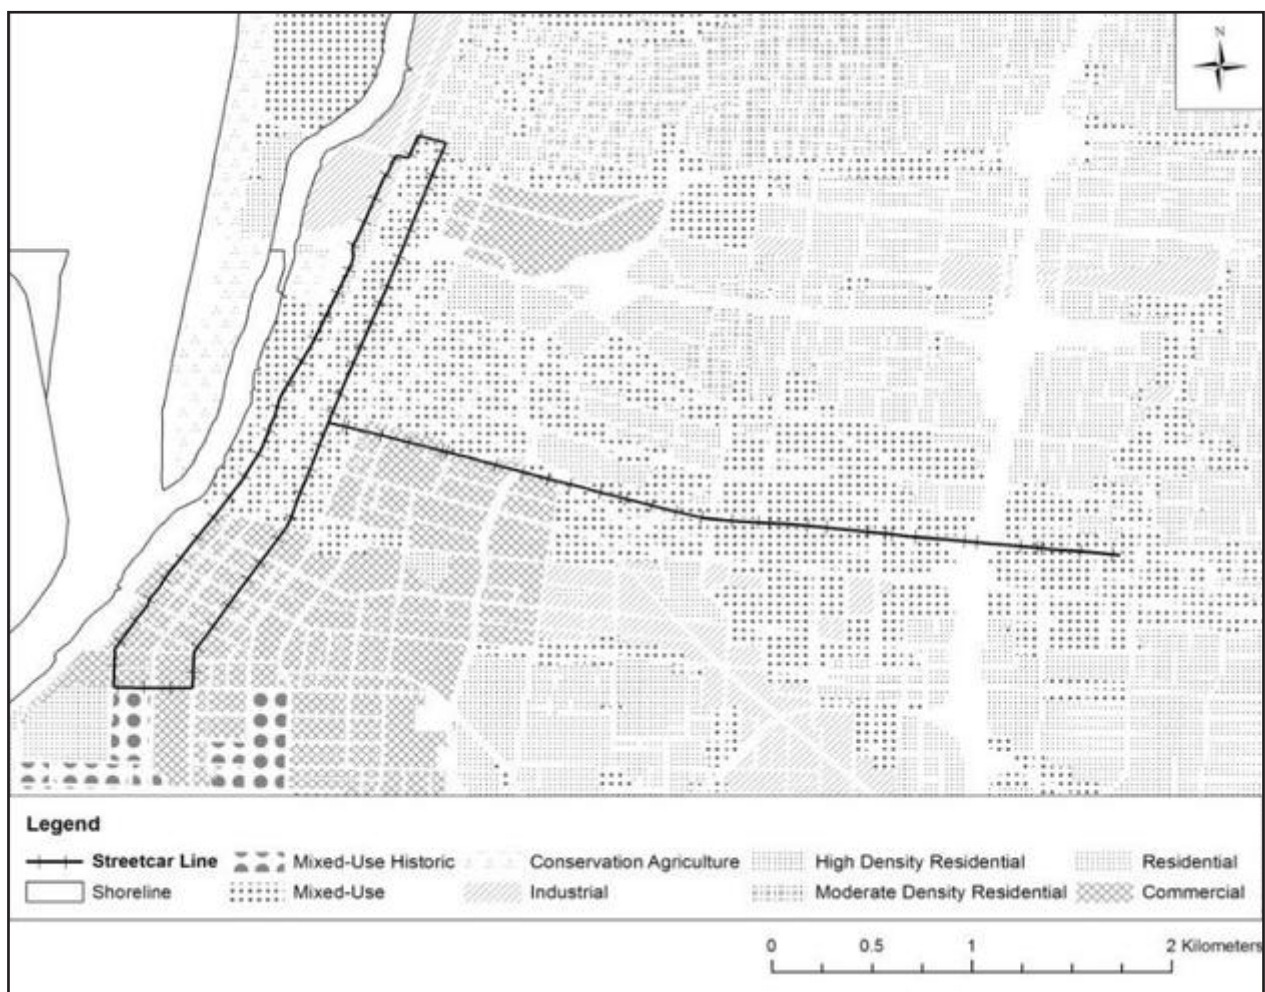 N
Legend
Streetcar Line Mixed-Use Historic Conservation Agriculture High Density Residential Residential
Shoreline Mixed-Use Industrial Moderate Density Residential Commercial
0 0.5 1 2 Kilometers